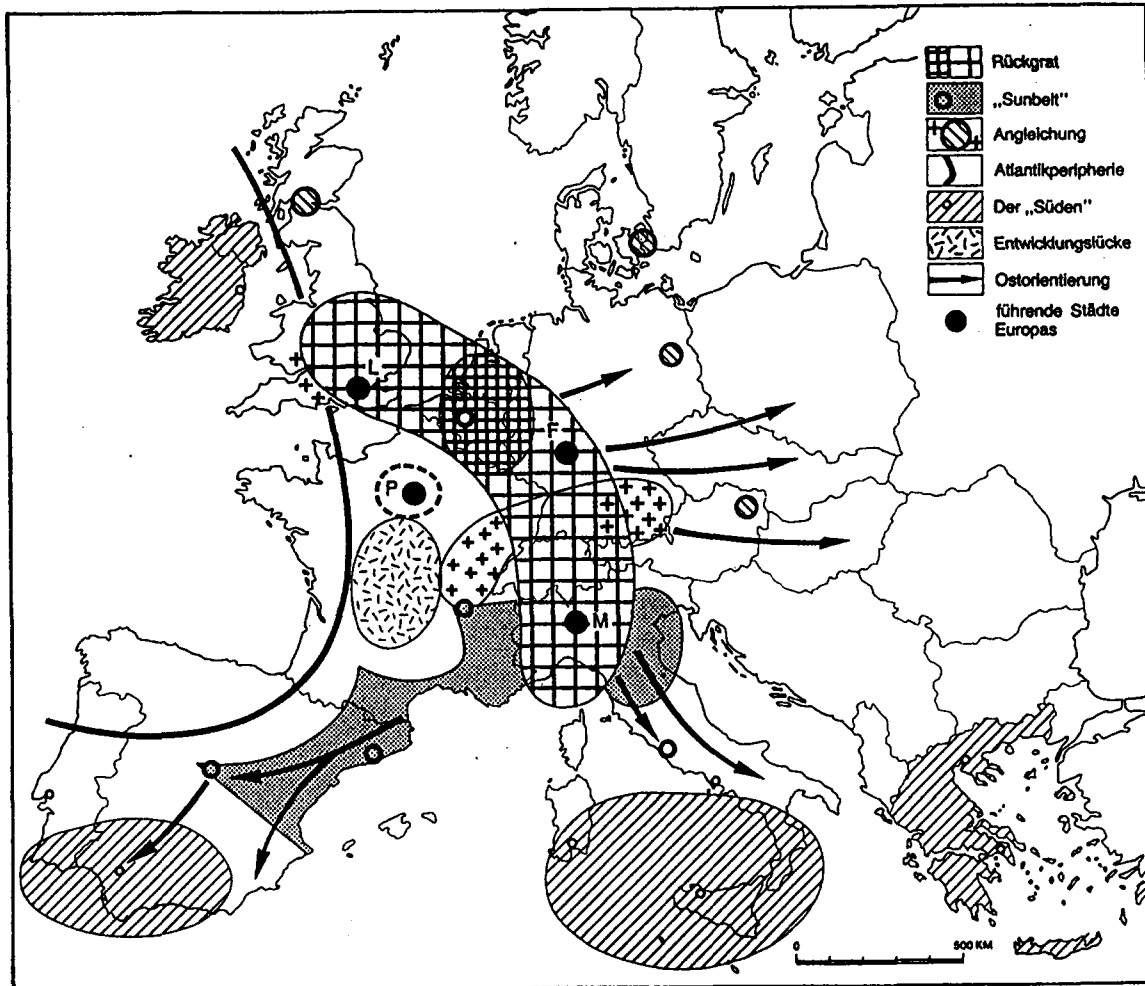 Rückgrat
„Sunbelt"
Angleichung
Atlantikperipherie
Der „Süden"
Entwicklungslücke
Ostorientierung
führende Städte
Europas
L
F
P
M
0
500 KM